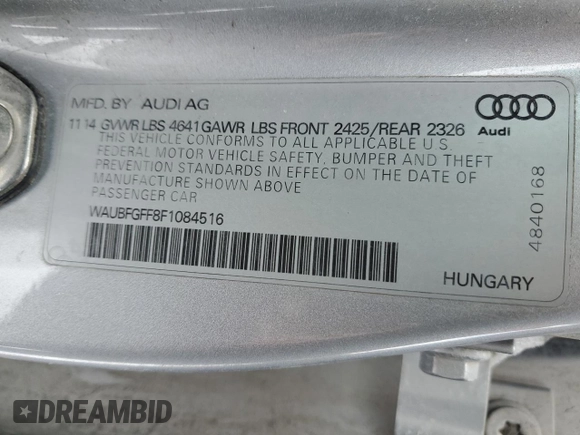 MFD. BY AUDI AG
11 14 GVWR LBS 4641 GAWR LBS FRONT 2425/REAR 2326
THIS VEHICLE CONFORMS TO ALL APPLICABLE U.S.
FEDERAL MOTOR VEHICLE SAFETY, BUMPER AND THEFT
PREVENTION STANDARDS IN EFFECT ON THE DATE OF
MANUFACTURE SHOWN ABOVE
PASSENGER CAR
WAUBFGFF8F1084516
Audi
4840168
HUNGARY
DREAMBID